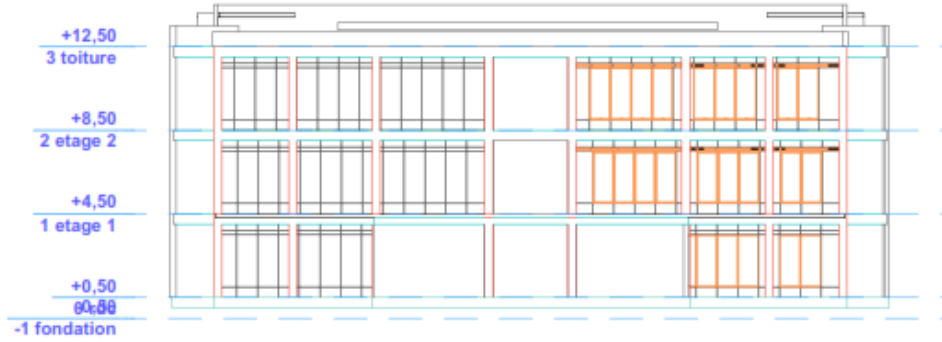 +12,50
3 toiture
+8,50
2 etage 2
+4,50
1 etage 1
+0,50
-1 fondation